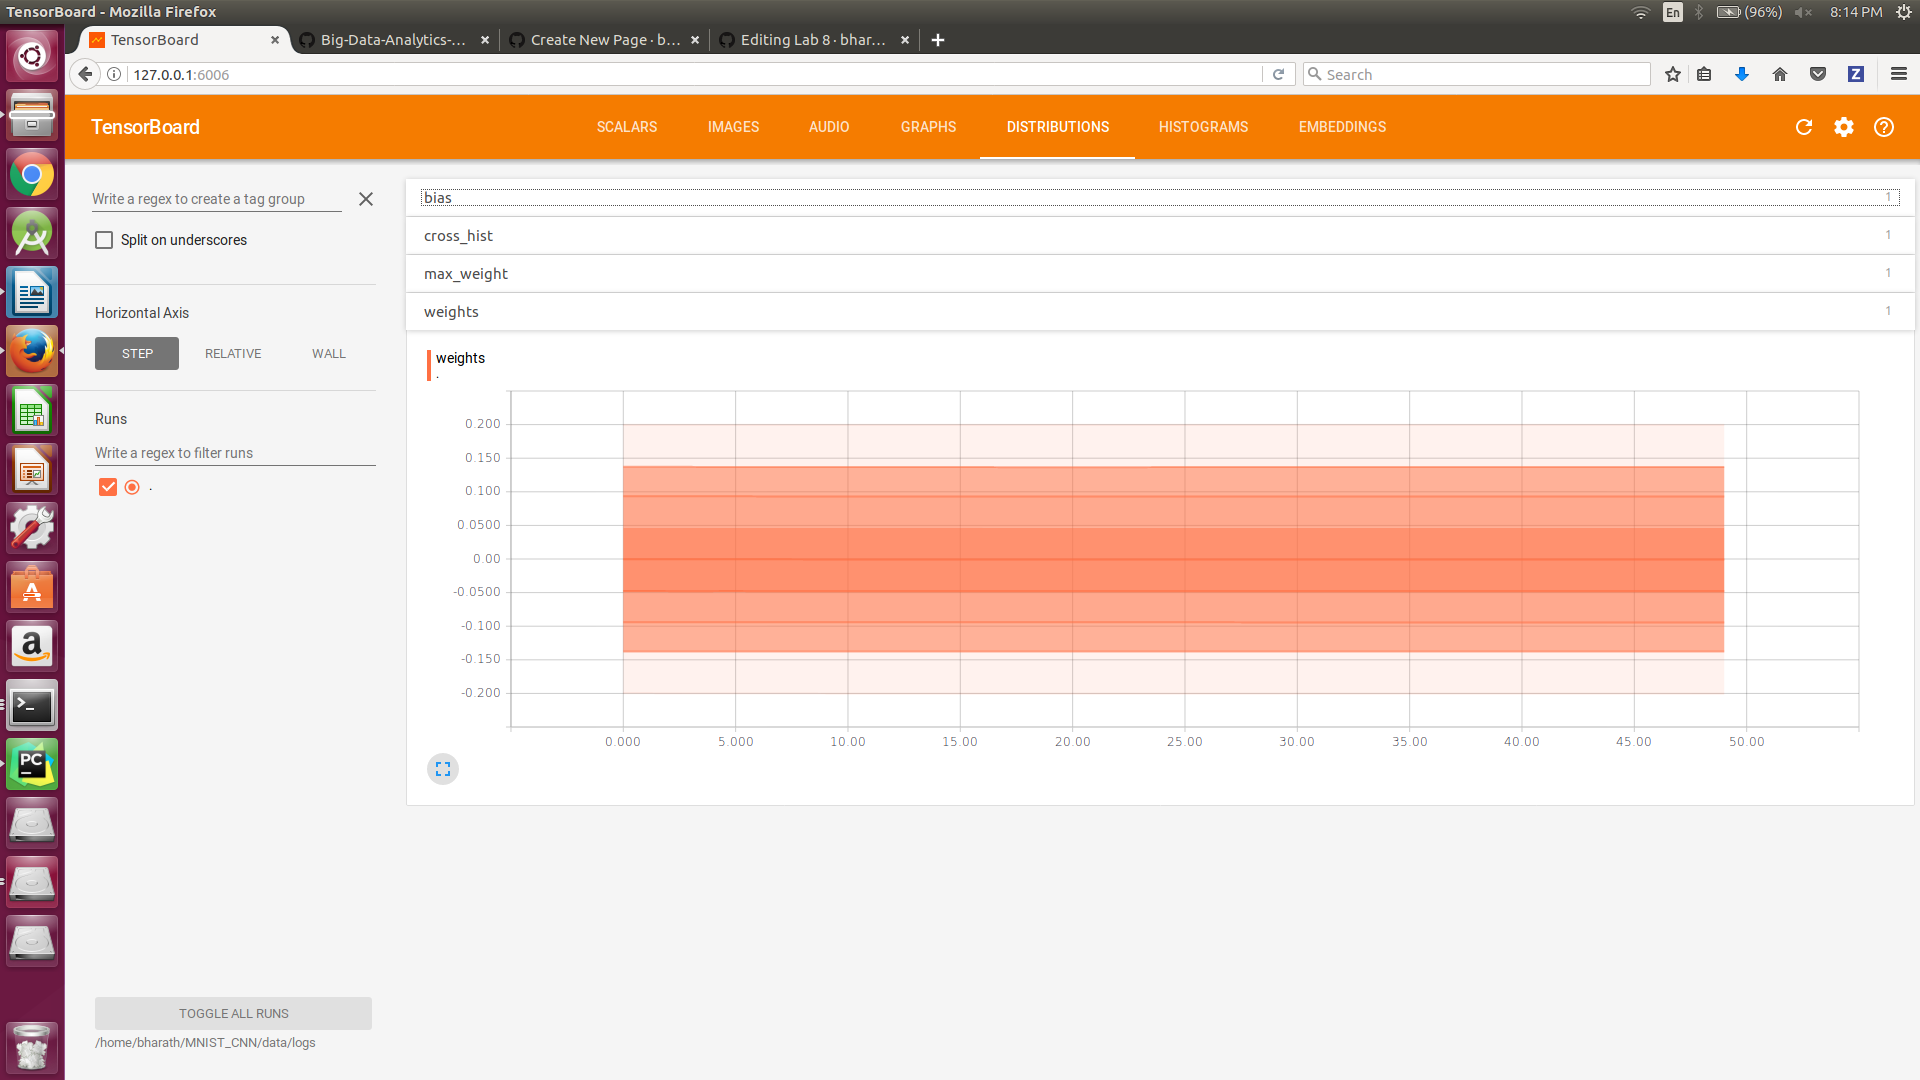 TensorBoard - Mozilla Firefox
En
(96%)
8:14 PM
TensorBoard
Big-Data-Analytics-...
Create New Page · b...
Editing Lab 8 · bhar...
127.0.0.1:6006
Search
Z
TensorBoard
SCALARS
IMAGES
AUDIO
GRAPHS
DISTRIBUTIONS
HISTOGRAMS
EMBEDDINGS
Write a regex to create a tag group
Split on underscores
Horizontal Axis
STEP
RELATIVE
WALL
Runs
Write a regex to filter runs
.
TOGGLE ALL RUNS
/home/bharath/MNIST_CNN/data/logs
bias 1
cross_hist 1
max_weight 1
weights 1
weights
.
0.200
0.150
0.100
0.0500
0.00
-0.0500
-0.100
-0.150
-0.200
0.000 5.000 10.00 15.00 20.00 25.00 30.00 35.00 40.00 45.00 50.00
a
>_
PC